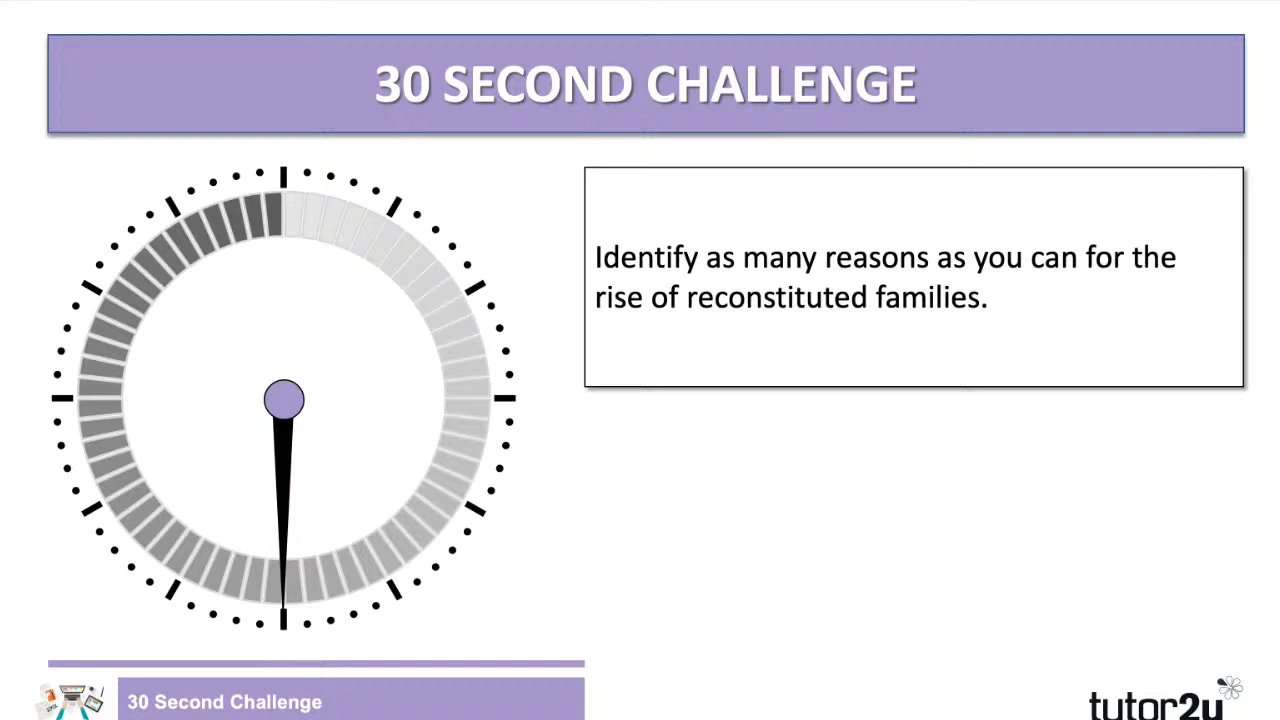 30 SECOND CHALLENGE
Identify as many reasons as you can for the
rise of reconstituted families.
30 Second Challenge
tutor2u